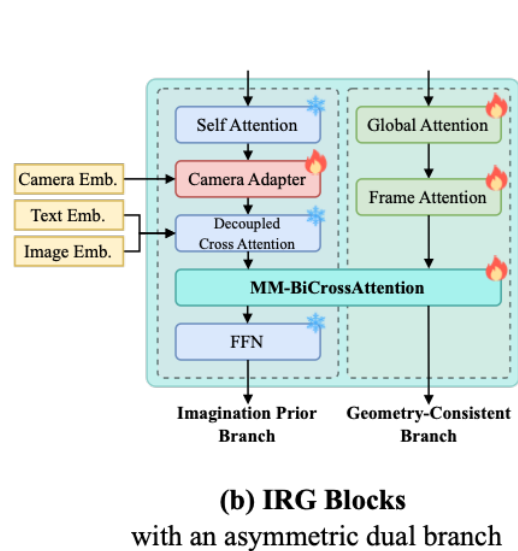 Self Attention
Global Attention
Camera Emb.
Camera Adapter
Frame Attention
Text Emb.
Decoupled
Cross Attention
Image Emb.
MM-BiCrossAttention
FFN
Imagination Prior
Branch
Geometry-Consistent
Branch
(b) IRG Blocks
with an asymmetric dual branch